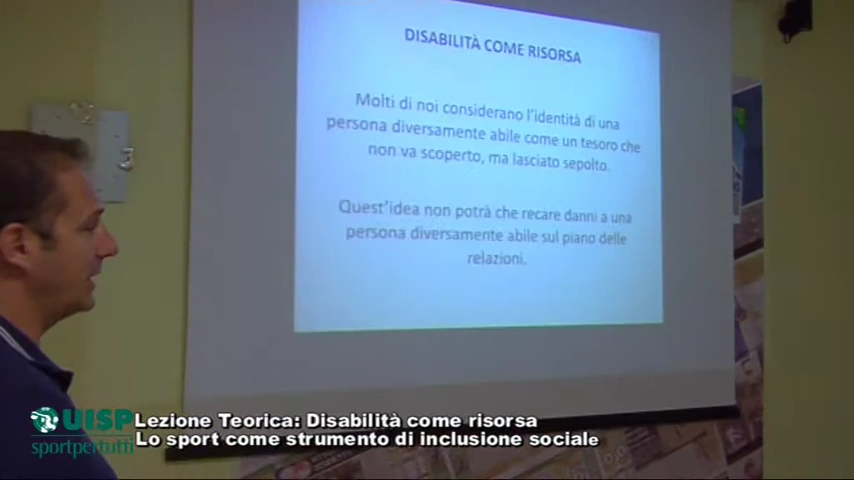 DISABILITÀ COME RISORSA
Molti di noi considerano l'identità di una
persona diversamente abile come un tesoro che
non va scoperto, ma lasciato sepolto.
Quest'idea non potrà che recare danni a una
persona diversamente abile sul piano delle
relazioni.
UISP
sportpertutti
Lezione Teorica: Disabilità come risorsa
Lo sport come strumento di inclusione sociale